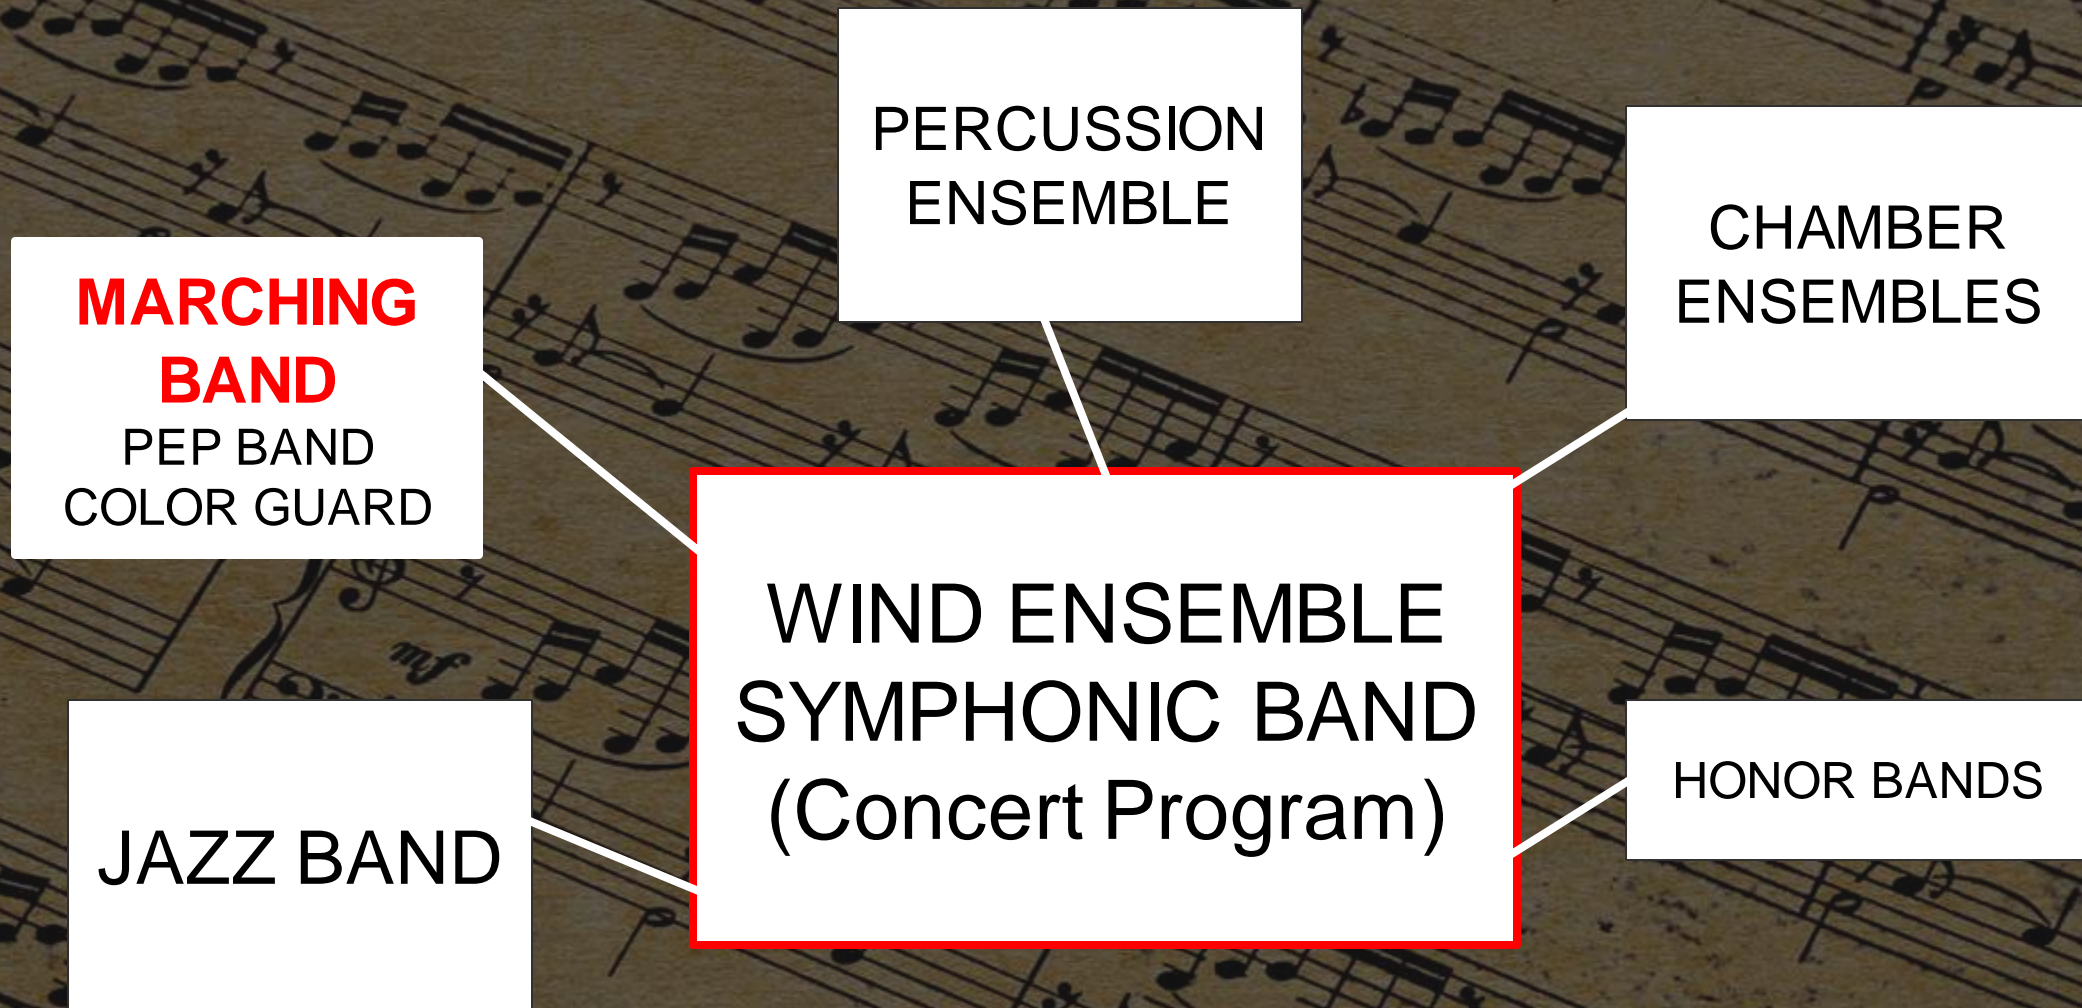 PERCUSSION
ENSEMBLE
CHAMBER
ENSEMBLES
MARCHING
BAND
PEP BAND
COLOR GUARD
WIND ENSEMBLE
SYMPHONIC BAND
(Concert Program)
HONOR BANDS
JAZZ BAND
mf